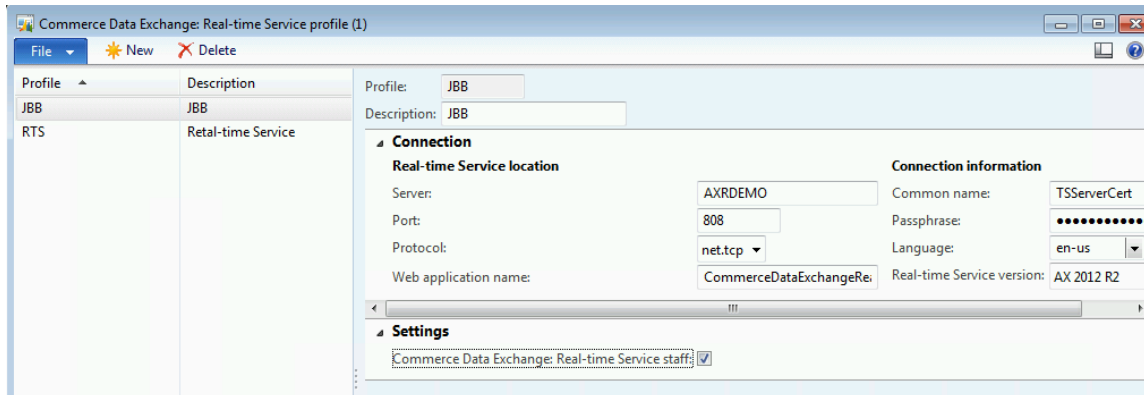 Commerce Data Exchange: Real-time Service profile (1)
File New Delete
Profile Description
JBB JBB
RTS Retal-time Service
Profile: JBB
Description: JBB
Connection
Real-time Service location
Server: AXRDEMO
Port: 808
Protocol: net.tcp
Web application name: CommerceDataExchangeRe
Connection information
Common name: TSServerCert
Passphrase: ●●●●●●●●●●●
Language: en-us
Real-time Service version: AX 2012 R2
Settings
Commerce Data Exchange: Real-time Service staff: